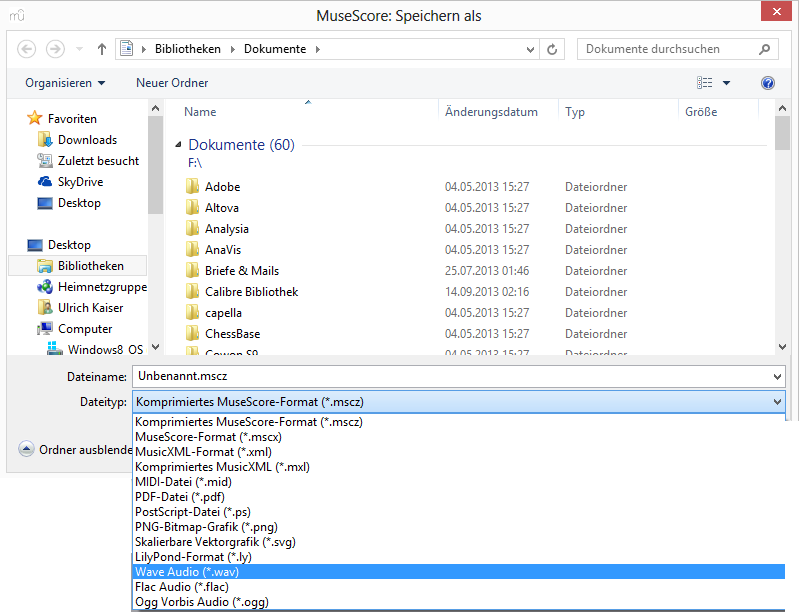 MuseScore: Speichern als
Bibliotheken Dokumente
Dokumente durchsuchen
Organisieren Neuer Ordner
Favoriten
Downloads
Zuletzt besucht
SkyDrive
Desktop
Desktop
Bibliotheken
Heimnetzgruppe
Ulrich Kaiser
Computer
Windows8_OS
Name Änderungsdatum Typ Größe
Dokumente (60)
F:\
Adobe 04.05.2013 15:27 Dateiordner
Altova 04.05.2013 15:27 Dateiordner
Analysia 04.05.2013 15:27 Dateiordner
AnaVis 04.05.2013 15:27 Dateiordner
Briefe & Mails 25.07.2013 01:46 Dateiordner
Calibre Bibliothek 14.09.2013 02:16 Dateiordner
capella 04.05.2013 15:27 Dateiordner
ChessBase 04.05.2013 15:27 Dateiordner
Cowon S9 04.05.2013 15:27 Dateiordner
Dateiname: Unbenannt.mscz
Dateityp: Komprimiertes MuseScore-Format (*.mscz)
Komprimiertes MuseScore-Format (*.mscz)
MuseScore-Format (*.mscx)
MusicXML-Format (*.xml)
Komprimiertes MusicXML (*.mxl)
MIDI-Datei (*.mid)
PDF-Datei (*.pdf)
PostScript-Datei (*.ps)
PNG-Bitmap-Grafik (*.png)
Skalierbare Vektorgrafik (*.svg)
LilyPond-Format (*.ly)
Wave Audio (*.wav)
Flac Audio (*.flac)
Ogg Vorbis Audio (*.ogg)
Ordner ausblende